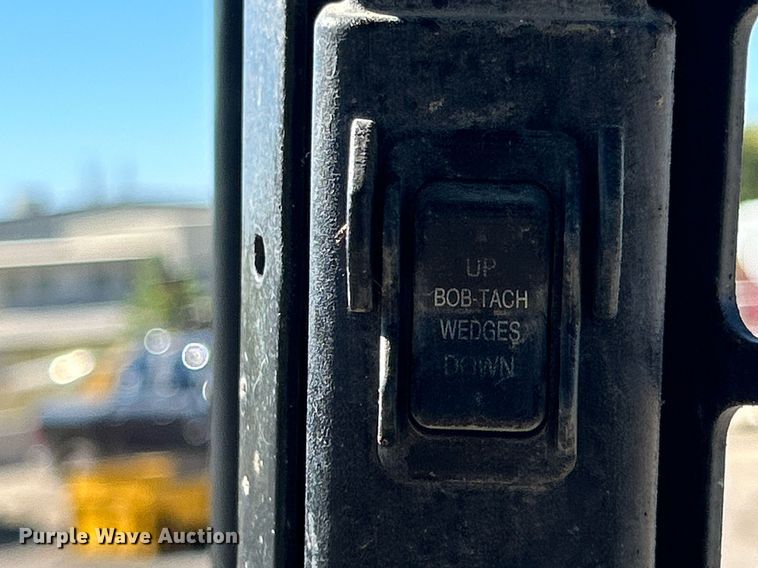 UP
BOB-TACH
WEDGES
DOWN
Purple Wave Auction